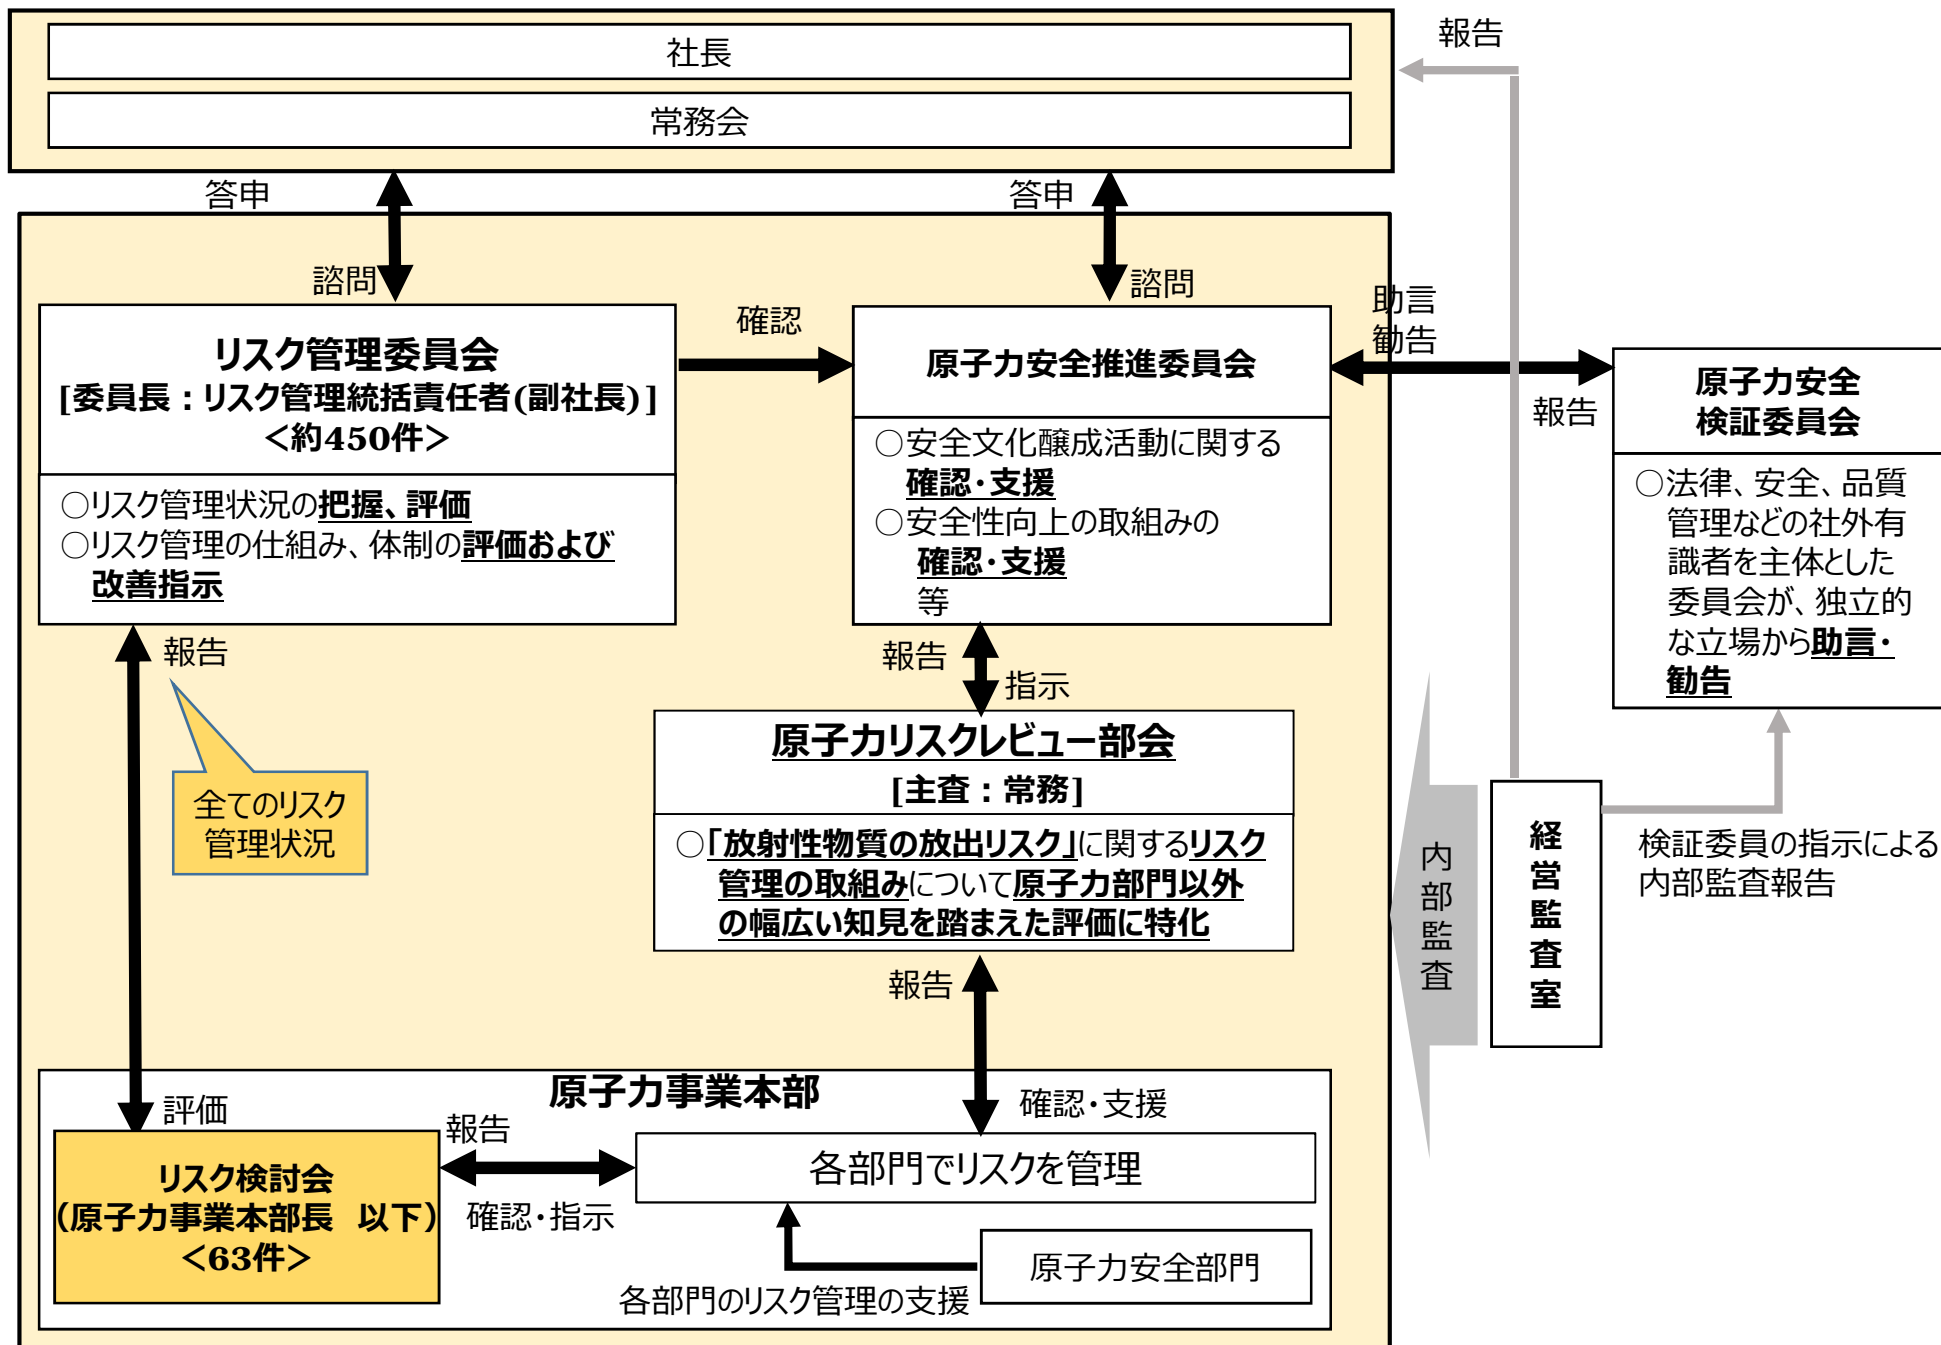 社長
報告
常務会
答申
答申
諮問
諮問
リスク管理委員会
[委員長：リスク管理統括責任者(副社長)]
＜約450件＞
○リスク管理状況の把握、評価
○リスク管理の仕組み、体制の評価および
改善指示
確認
原子力安全推進委員会
○安全文化醸成活動に関する
確認・支援
○安全性向上の取組みの
確認・支援
等
助言
勧告
報告
原子力安全
検証委員会
○法律、安全、品質
管理などの社外有
識者を主体とした
委員会が、独立的
な立場から助言・
勧告
報告
全てのリスク
管理状況
報告
指示
原子力リスクレビュー部会
[主査：常務]
○「放射性物質の放出リスク」に関するリスク
管理の取組みについて原子力部門以外
の幅広い知見を踏まえた評価に特化
内部監査
経営監査室
検証委員の指示による
内部監査報告
報告
確認・支援
原子力事業本部
評価
リスク検討会
（原子力事業本部長　以下）
＜63件＞
報告
確認・指示
各部門でリスクを管理
原子力安全部門
各部門のリスク管理の支援